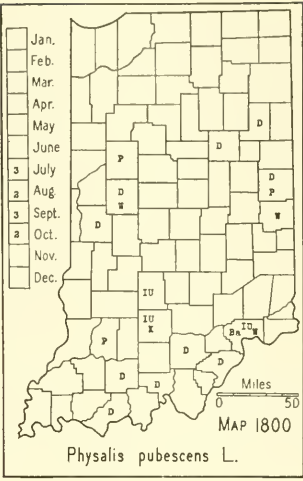 Jan.
Feb.
Mar.
Apr.
May
June
3 July
2 Aug.
3 Sept.
2 Oct.
Nov.
Dec.
D
D
P
D
P
D
W
W
D
IU
IU
K
IU
Bn W
P
D
D
D
D
D
Miles
0 50
MAP 1800
Physalis pubescens L.